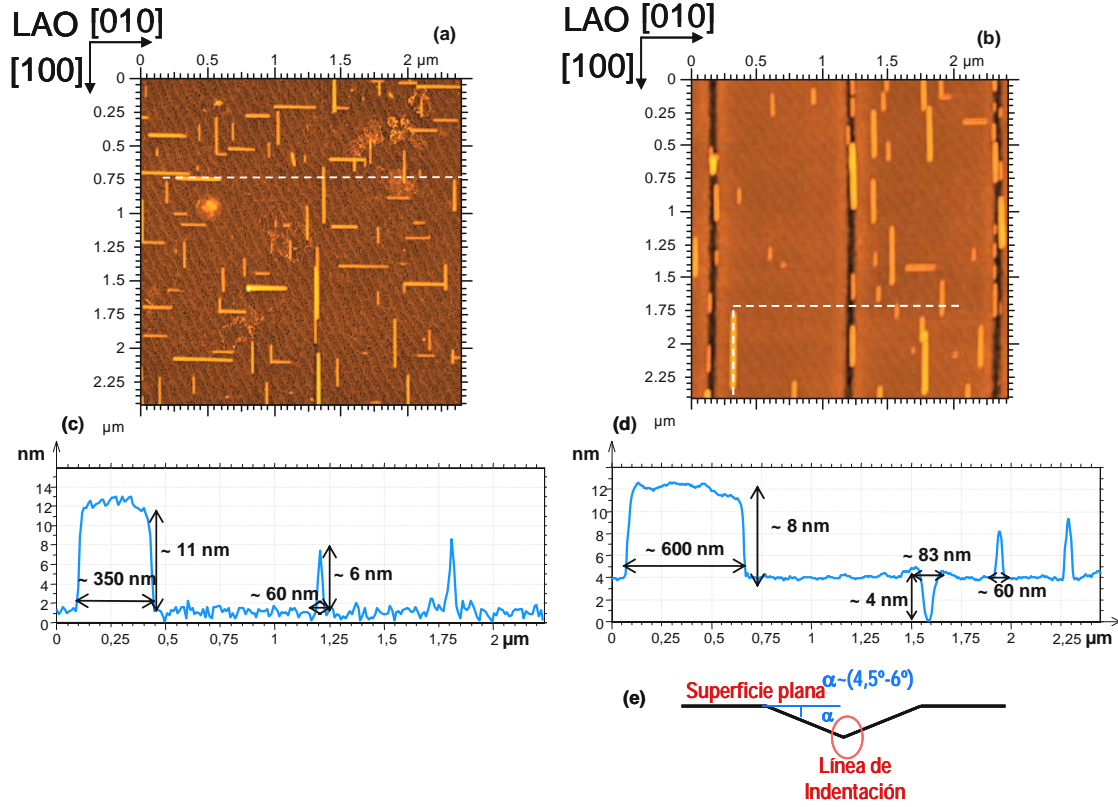 LAO [010]
[100]
(a)
0 0.5 1 1.5 2 µm
0
0.25
0.5
0.75
1
1.25
1.5
1.75
2
2.25
µm
LAO [010]
[100]
(b)
0 0.5 1 1.5 2 µm
0
0.25
0.5
0.75
1
1.25
1.5
1.75
2
2.25
µm
(c)
nm
14
12
10
8
6
4
2
0
~ 11 nm
~ 350 nm
~ 6 nm
~ 60 nm
0 0,25 0,5 0,75 1 1,25 1,5 1,75 2 µm
(d)
nm
12
10
8
6
4
2
0
~ 8 nm
~ 600 nm
~ 83 nm
~ 4 nm
~ 60 nm
0 0,25 0,5 0,75 1 1,25 1,5 1,75 2 2,25 µm
(e)
Superficie plana α~(4,5º-6º)
α
Línea de
Indentación